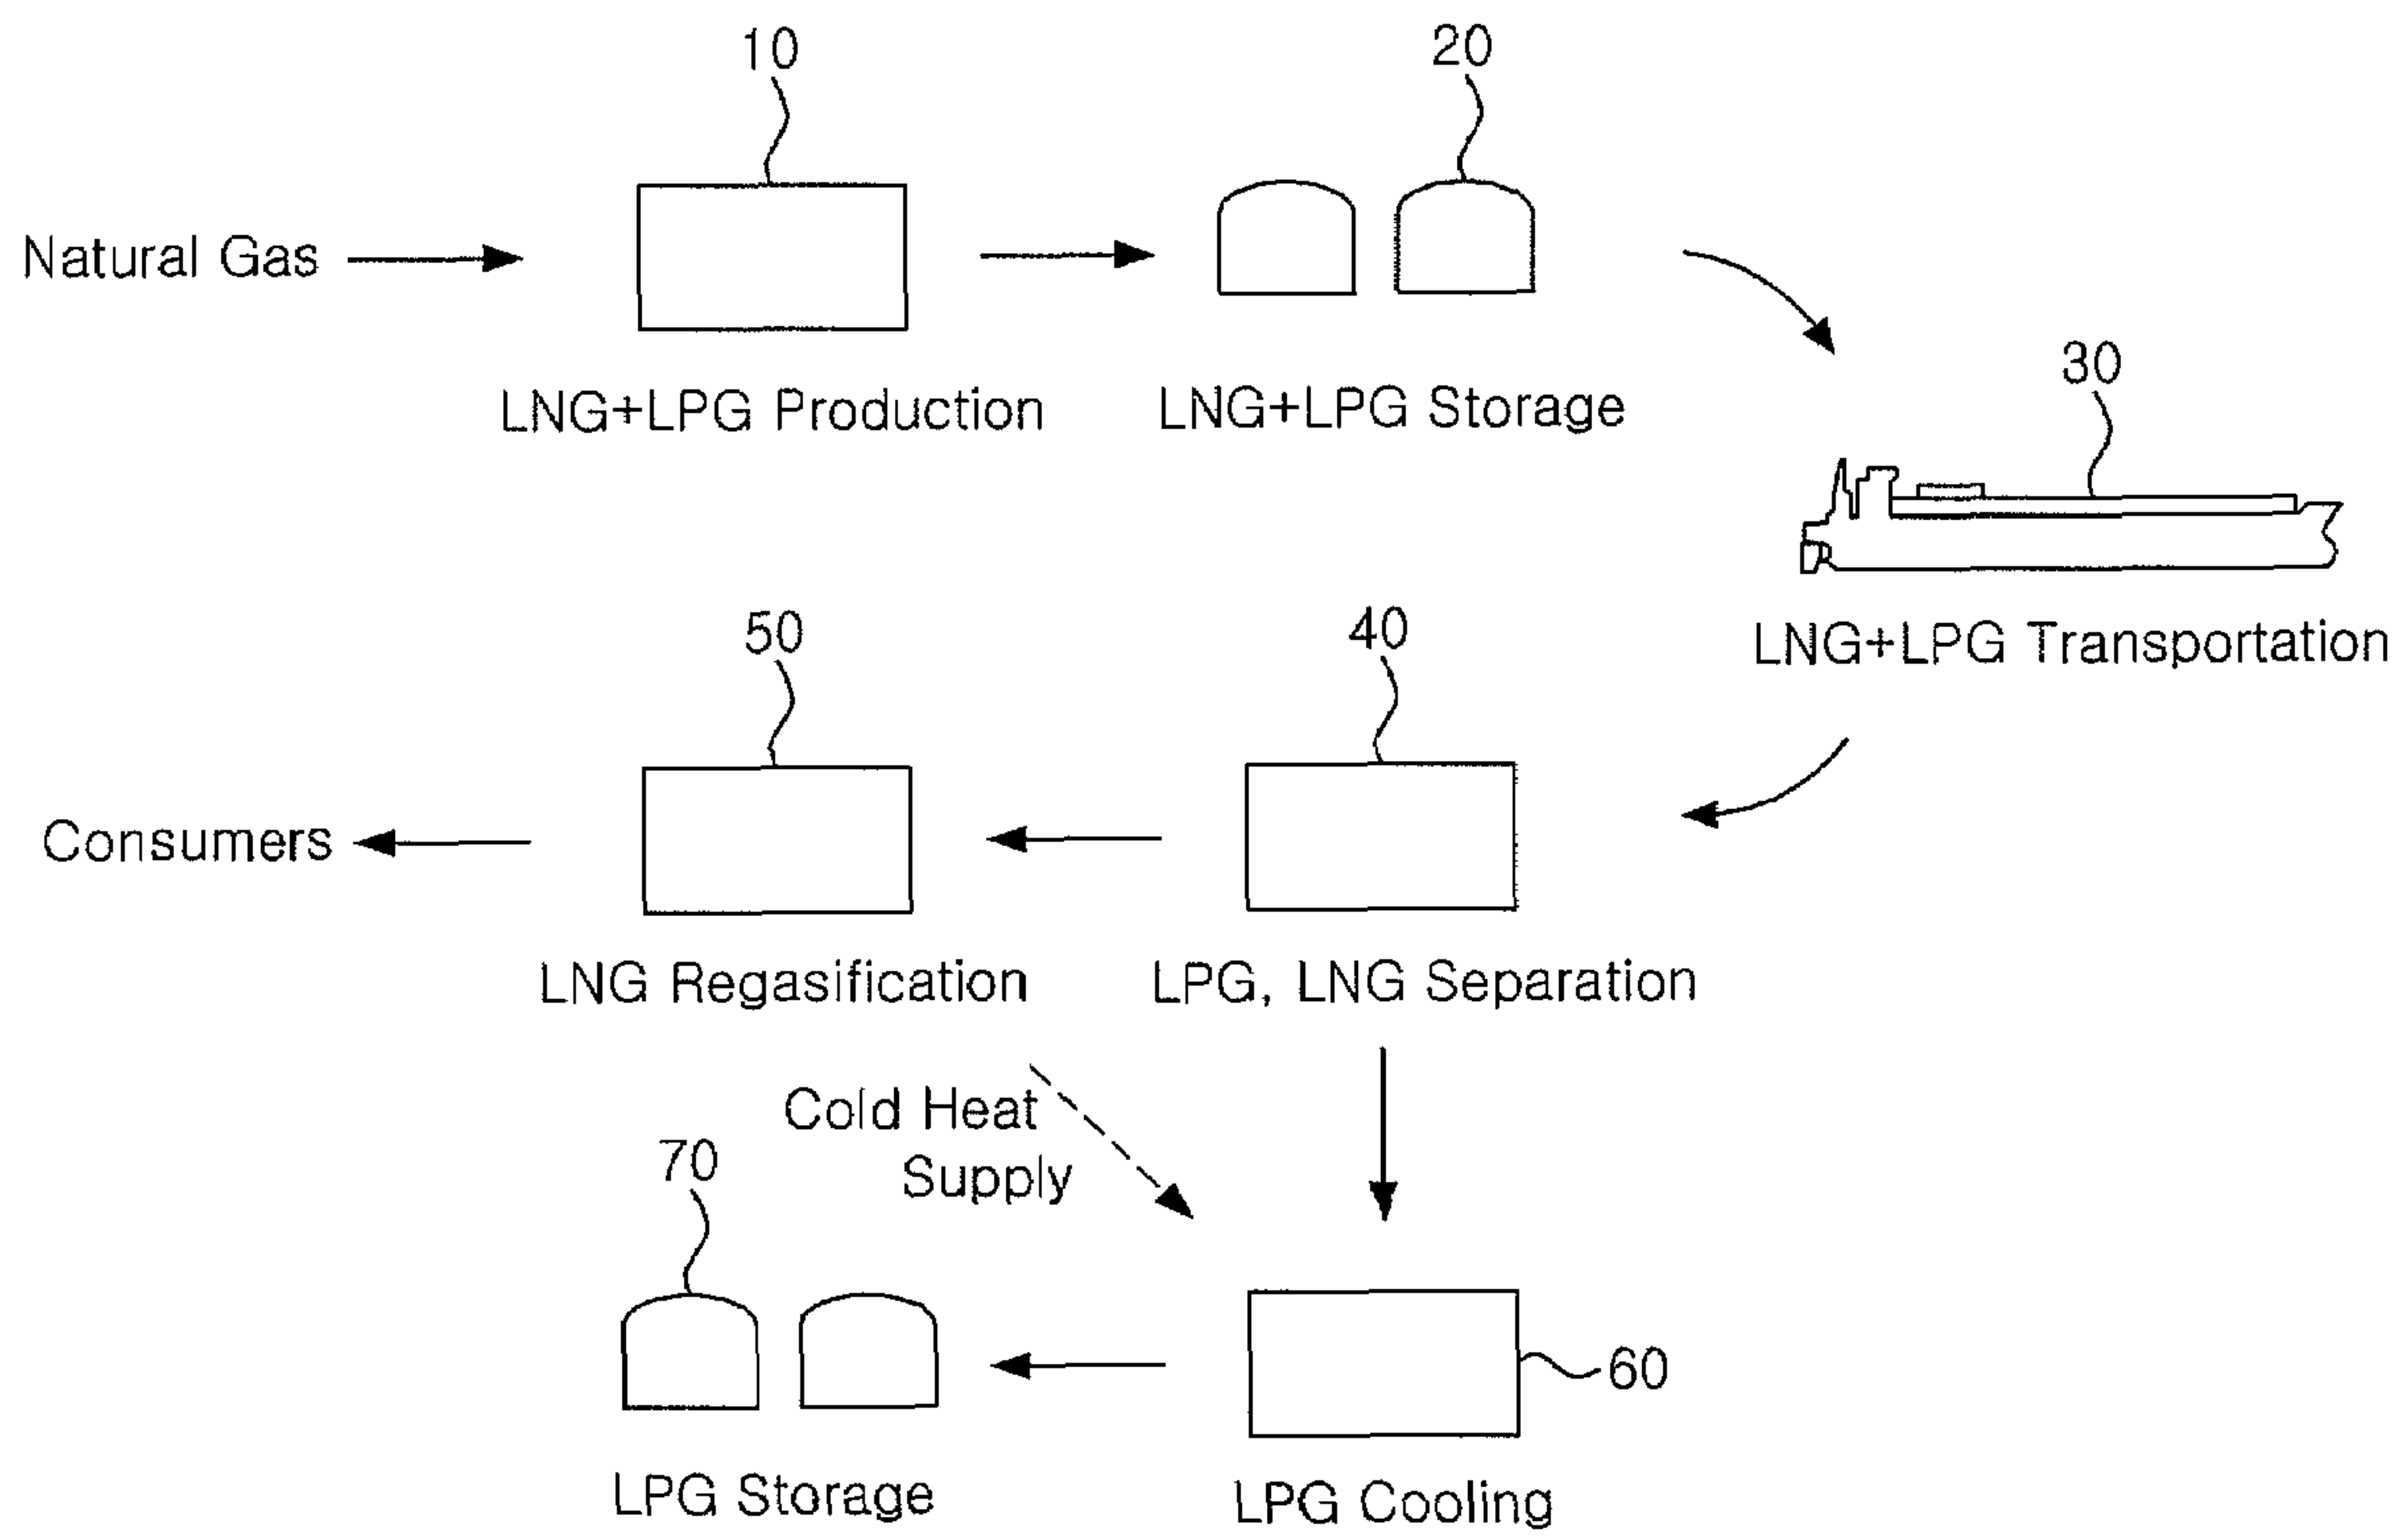 10
20
Natural Gas
LNG+LPG Production
LNG+LPG Storage
30
LNG+LPG Transportation
50
40
Consumers
LNG Regasification
LPG, LNG Separation
Cold Heat
Supply
70
60
LPG Storage
LPG Cooling